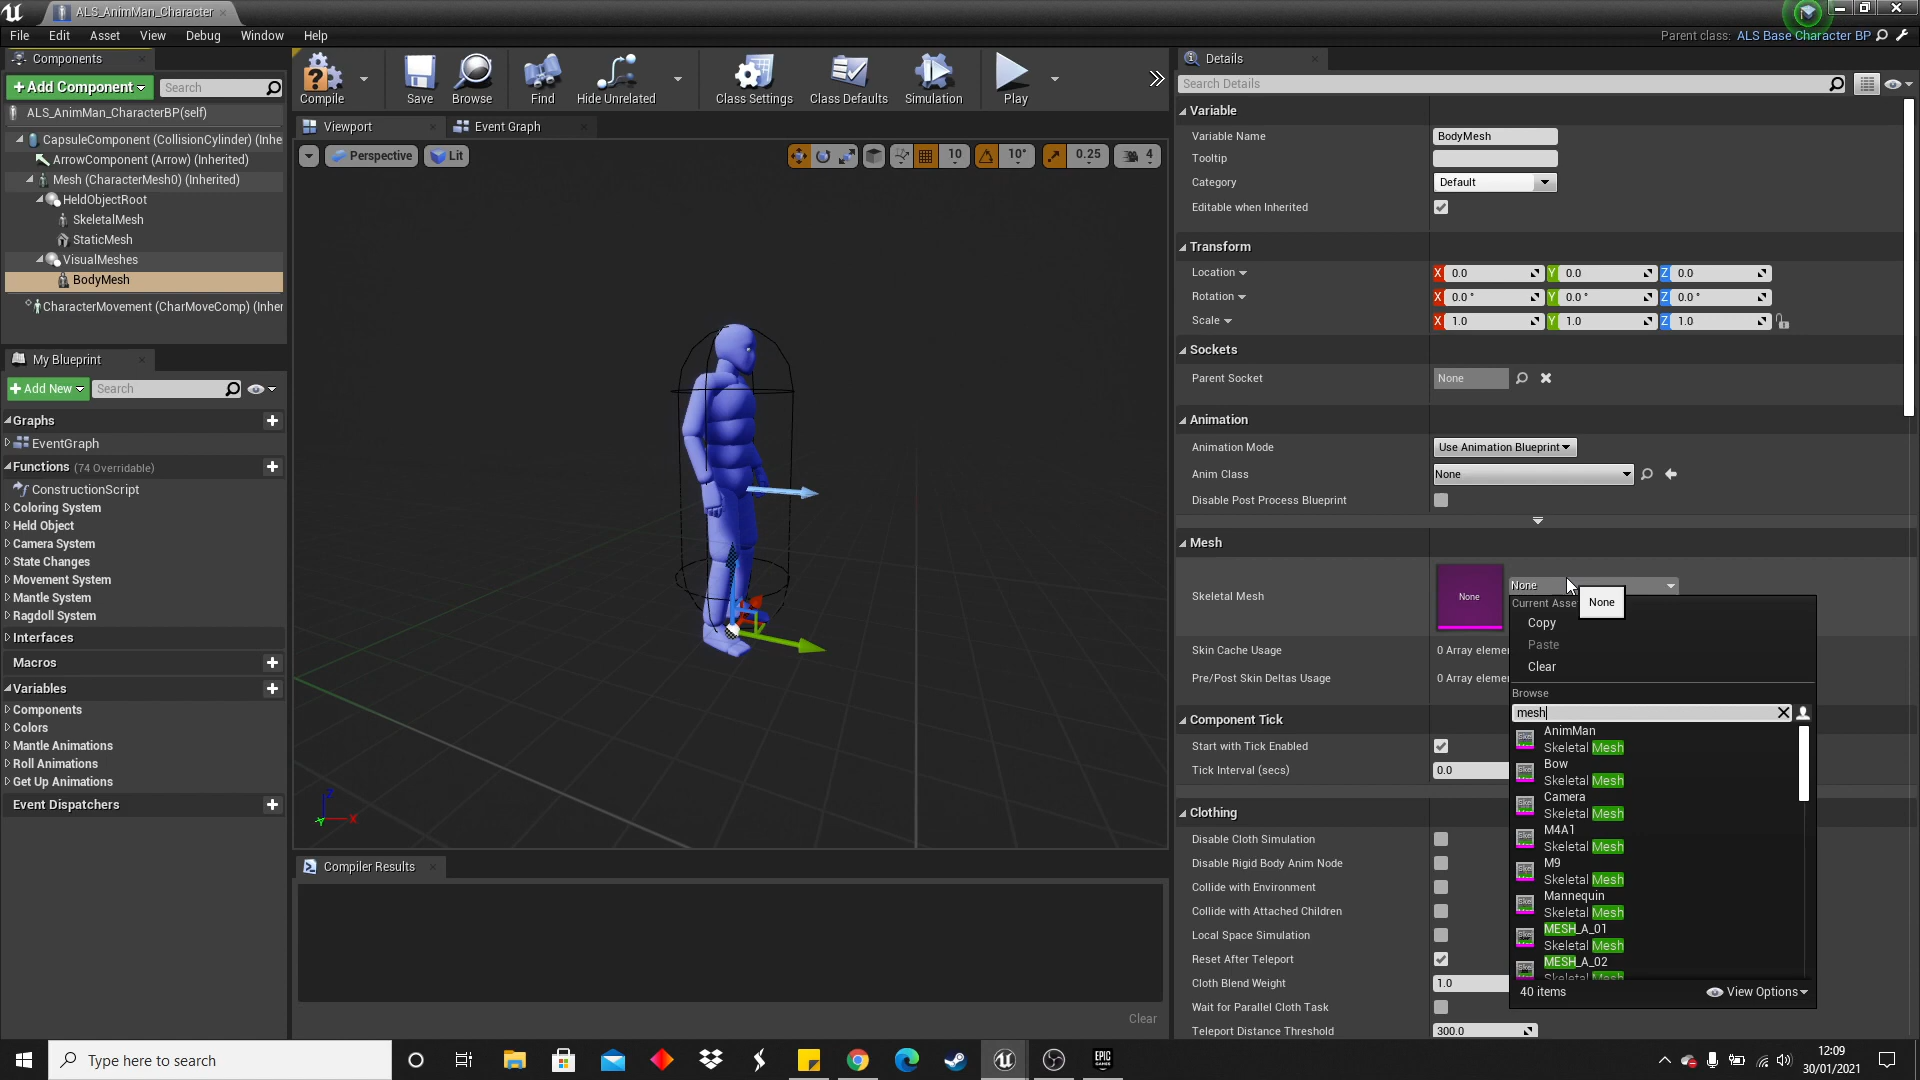 ALS_AnimMan_Character
File Edit Asset View Debug Window Help
Parent class: ALS Base Character BP
Components
+Add Component
Search
ALS_AnimMan_CharacterBP(self)
CapsuleComponent (CollisionCylinder) (Inhe
ArrowComponent (Arrow) (Inherited)
Mesh (CharacterMesh0) (Inherited)
HeldObjectRoot
SkeletalMesh
StaticMesh
VisualMeshes
BodyMesh
CharacterMovement (CharMoveComp) (Inher
My Blueprint
+Add New
Search
Graphs
EventGraph
Functions (74 Overridable)
ConstructionScript
Coloring System
Held Object
Camera System
State Changes
Movement System
Mantle System
Ragdoll System
Interfaces
Macros
Variables
Components
Colors
Mantle Animations
Roll Animations
Get Up Animations
Event Dispatchers
Compile Save Browse Find Hide Unrelated Class Settings Class Defaults Simulation Play
Viewport Event Graph
Perspective Lit 10 10° 0.25 4
Z
X
Y
Compiler Results
Clear
Details
Search Details
Variable
Variable Name BodyMesh
Tooltip
Category Default
Editable when Inherited
Transform
Location X 0.0 Y 0.0 Z 0.0
Rotation X 0.0 ° Y 0.0 ° Z 0.0 °
Scale X 1.0 Y 1.0 Z 1.0
Sockets
Parent Socket None
Animation
Animation Mode Use Animation Blueprint
Anim Class None
Disable Post Process Blueprint
Mesh
Skeletal Mesh None None
None
Skin Cache Usage 0 Array elemen
Pre/Post Skin Deltas Usage 0 Array elemen
Component Tick
Start with Tick Enabled
Tick Interval (secs) 0.0
Clothing
Disable Cloth Simulation
Disable Rigid Body Anim Node
Collide with Environment
Collide with Attached Children
Local Space Simulation
Reset After Teleport
Cloth Blend Weight 1.0
Wait for Parallel Cloth Task
Teleport Distance Threshold 300.0
Current Asse
Copy
Paste
Clear
Browse
mesh
AnimMan
Skeletal Mesh
Bow
Skeletal Mesh
Camera
Skeletal Mesh
M4A1
Skeletal Mesh
M9
Skeletal Mesh
Mannequin
Skeletal Mesh
MESH_A_01
Skeletal Mesh
MESH_A_02
Skeletal Mesh
40 items View Options
Type here to search
EPIC
GAMES
12:09
30/01/2021